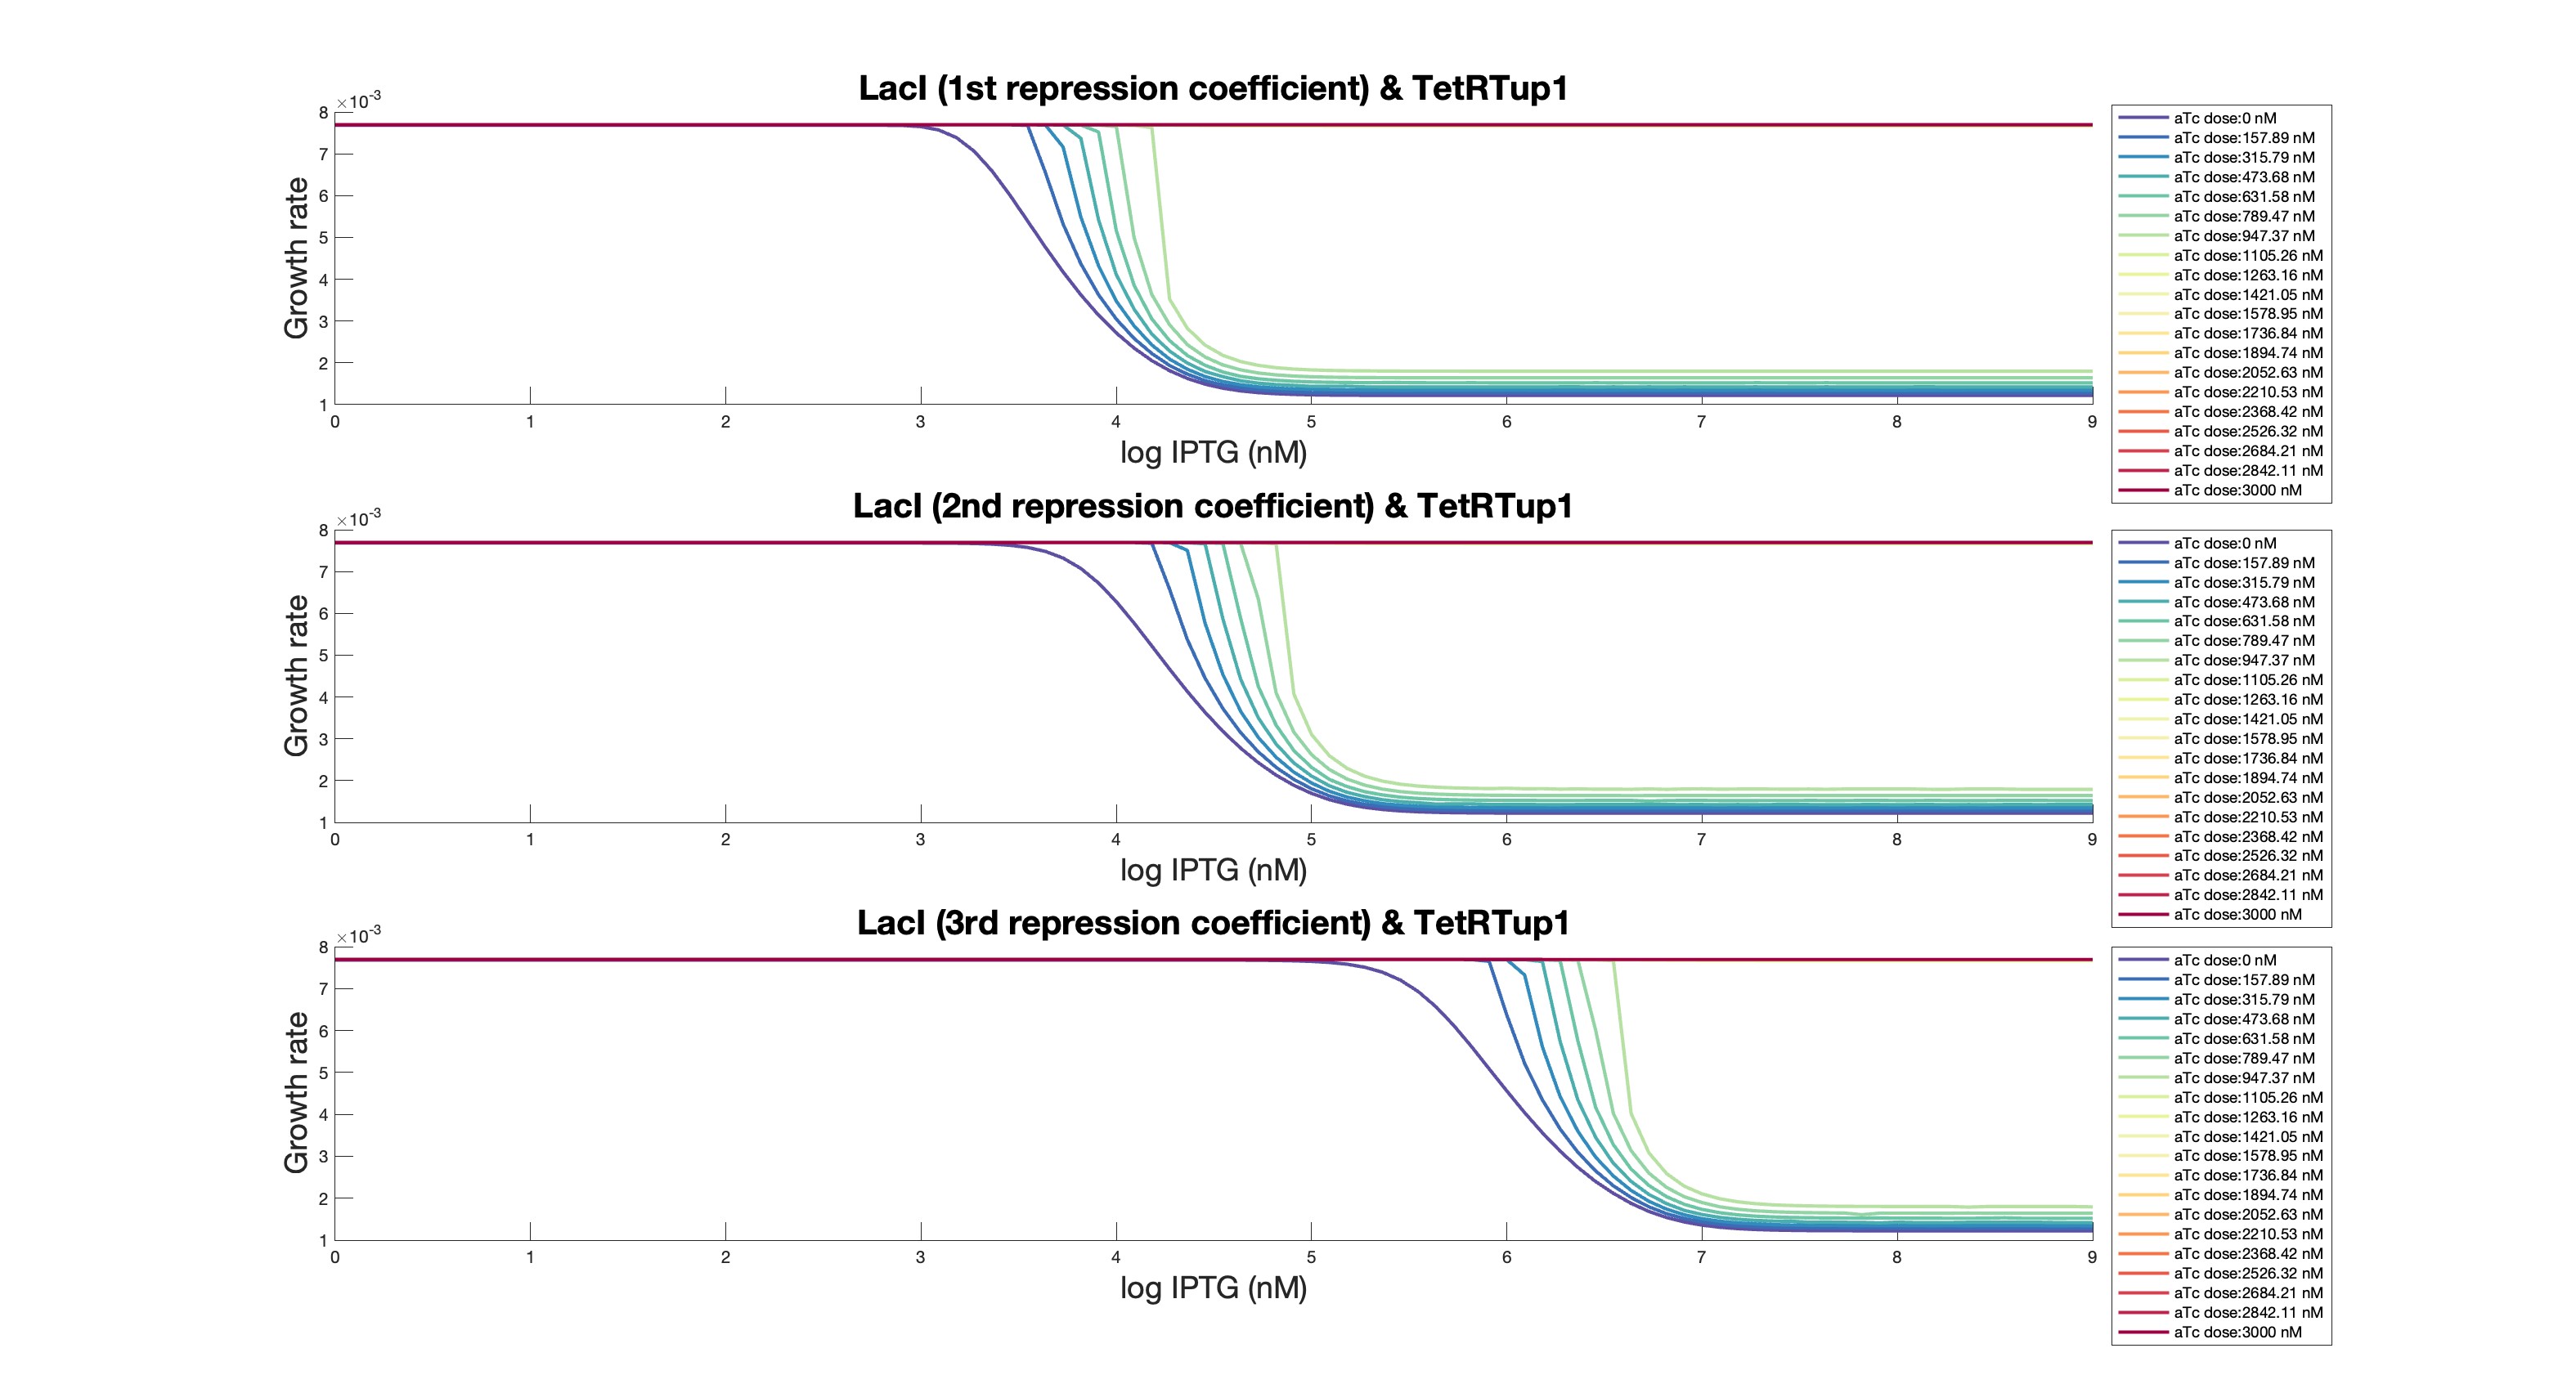 LacI (1st repression coefficient) & TetRTup1
×10-3
8
7
6
5
4
3
2
1
Growth rate
0 1 2 3 4 5 6 7 8 9
log IPTG (nM)
aTc dose:0 nM
aTc dose:157.89 nM
aTc dose:315.79 nM
aTc dose:473.68 nM
aTc dose:631.58 nM
aTc dose:789.47 nM
aTc dose:947.37 nM
aTc dose:1105.26 nM
aTc dose:1263.16 nM
aTc dose:1421.05 nM
aTc dose:1578.95 nM
aTc dose:1736.84 nM
aTc dose:1894.74 nM
aTc dose:2052.63 nM
aTc dose:2210.53 nM
aTc dose:2368.42 nM
aTc dose:2526.32 nM
aTc dose:2684.21 nM
aTc dose:2842.11 nM
aTc dose:3000 nM
LacI (2nd repression coefficient) & TetRTup1
×10-3
8
7
6
5
4
3
2
1
Growth rate
0 1 2 3 4 5 6 7 8 9
log IPTG (nM)
aTc dose:0 nM
aTc dose:157.89 nM
aTc dose:315.79 nM
aTc dose:473.68 nM
aTc dose:631.58 nM
aTc dose:789.47 nM
aTc dose:947.37 nM
aTc dose:1105.26 nM
aTc dose:1263.16 nM
aTc dose:1421.05 nM
aTc dose:1578.95 nM
aTc dose:1736.84 nM
aTc dose:1894.74 nM
aTc dose:2052.63 nM
aTc dose:2210.53 nM
aTc dose:2368.42 nM
aTc dose:2526.32 nM
aTc dose:2684.21 nM
aTc dose:2842.11 nM
aTc dose:3000 nM
LacI (3rd repression coefficient) & TetRTup1
×10-3
8
7
6
5
4
3
2
1
Growth rate
0 1 2 3 4 5 6 7 8 9
log IPTG (nM)
aTc dose:0 nM
aTc dose:157.89 nM
aTc dose:315.79 nM
aTc dose:473.68 nM
aTc dose:631.58 nM
aTc dose:789.47 nM
aTc dose:947.37 nM
aTc dose:1105.26 nM
aTc dose:1263.16 nM
aTc dose:1421.05 nM
aTc dose:1578.95 nM
aTc dose:1736.84 nM
aTc dose:1894.74 nM
aTc dose:2052.63 nM
aTc dose:2210.53 nM
aTc dose:2368.42 nM
aTc dose:2526.32 nM
aTc dose:2684.21 nM
aTc dose:2842.11 nM
aTc dose:3000 nM